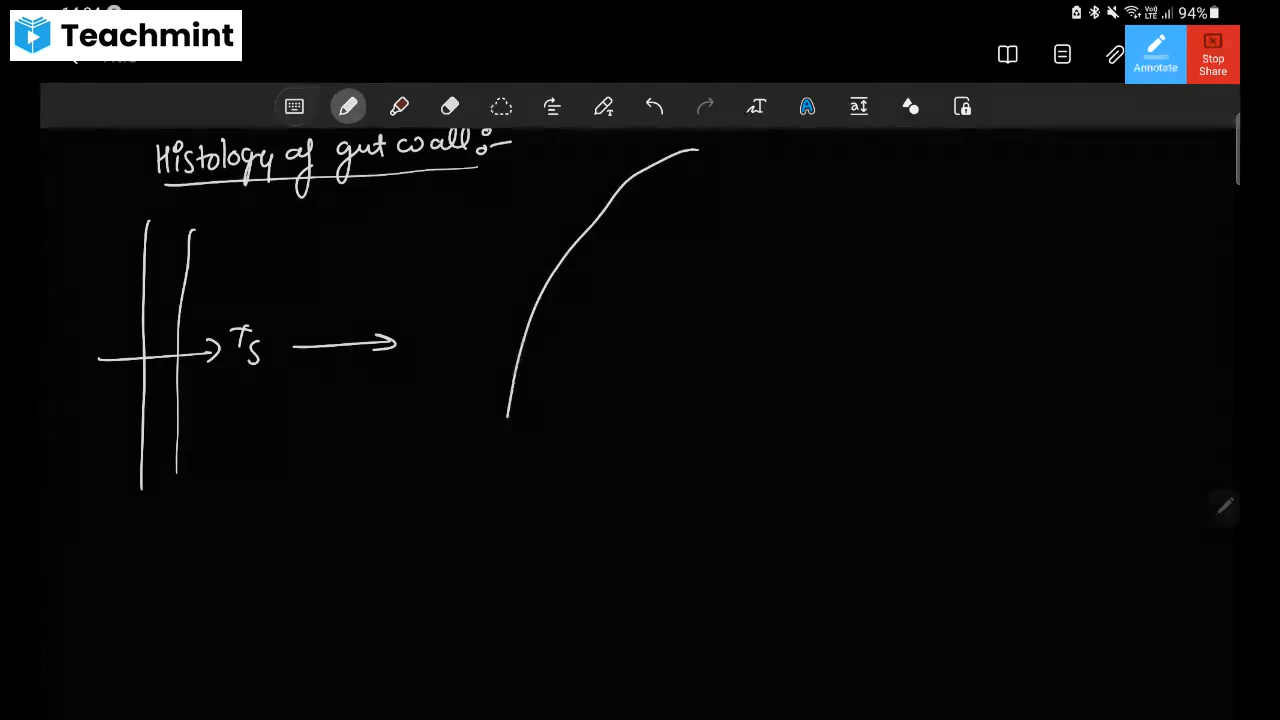 Teachmint
94%
Annotate
Stop
Share
Histology of gut wall :-
TS